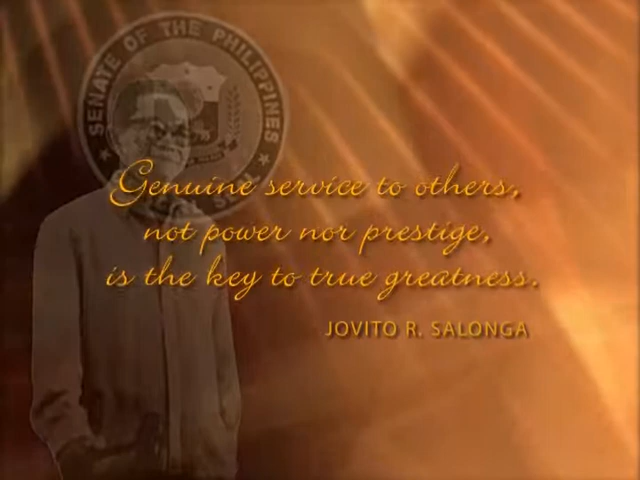 SENATE OF THE PHILIPPINES
SEAL
Genuine service to others,
not power nor prestige,
is the key to true greatness.
JOVITO R. SALONGA